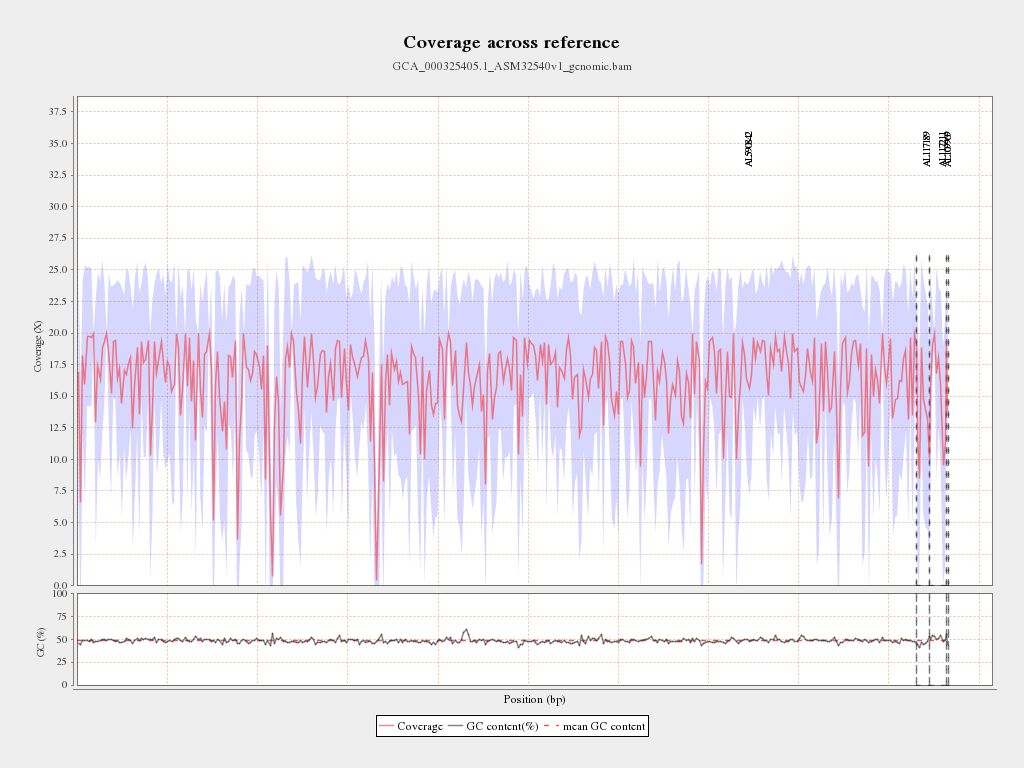 Coverage across reference
GCA_000325405.1_ASM32540v1_genomic.bam
37.5
35.0
32.5
30.0
27.5
25.0
22.5
20.0
17.5
15.0
12.5
10.0
7.5
5.0
2.5
0.0
Coverage (X)
AL590842
AL117189
AL117211
AL109969
100
75
50
25
0
GC (%)
Position (bp)
Coverage GC content(%) mean GC content